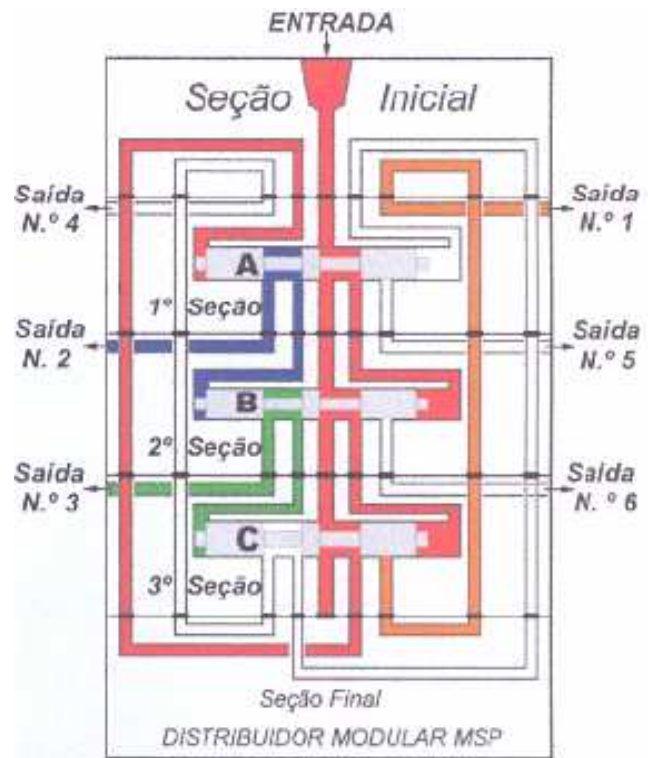 ENTRADA
Seção Inicial
Saída
N.º 4
Saída
N.º 1
A
1º Seção
Saída
N. 2
Saída
N.º 5
B
2º Seção
Saída
N.º 3
Saída
N. º 6
C
3º Seção
Seção Final
DISTRIBUIDOR MODULAR MSP